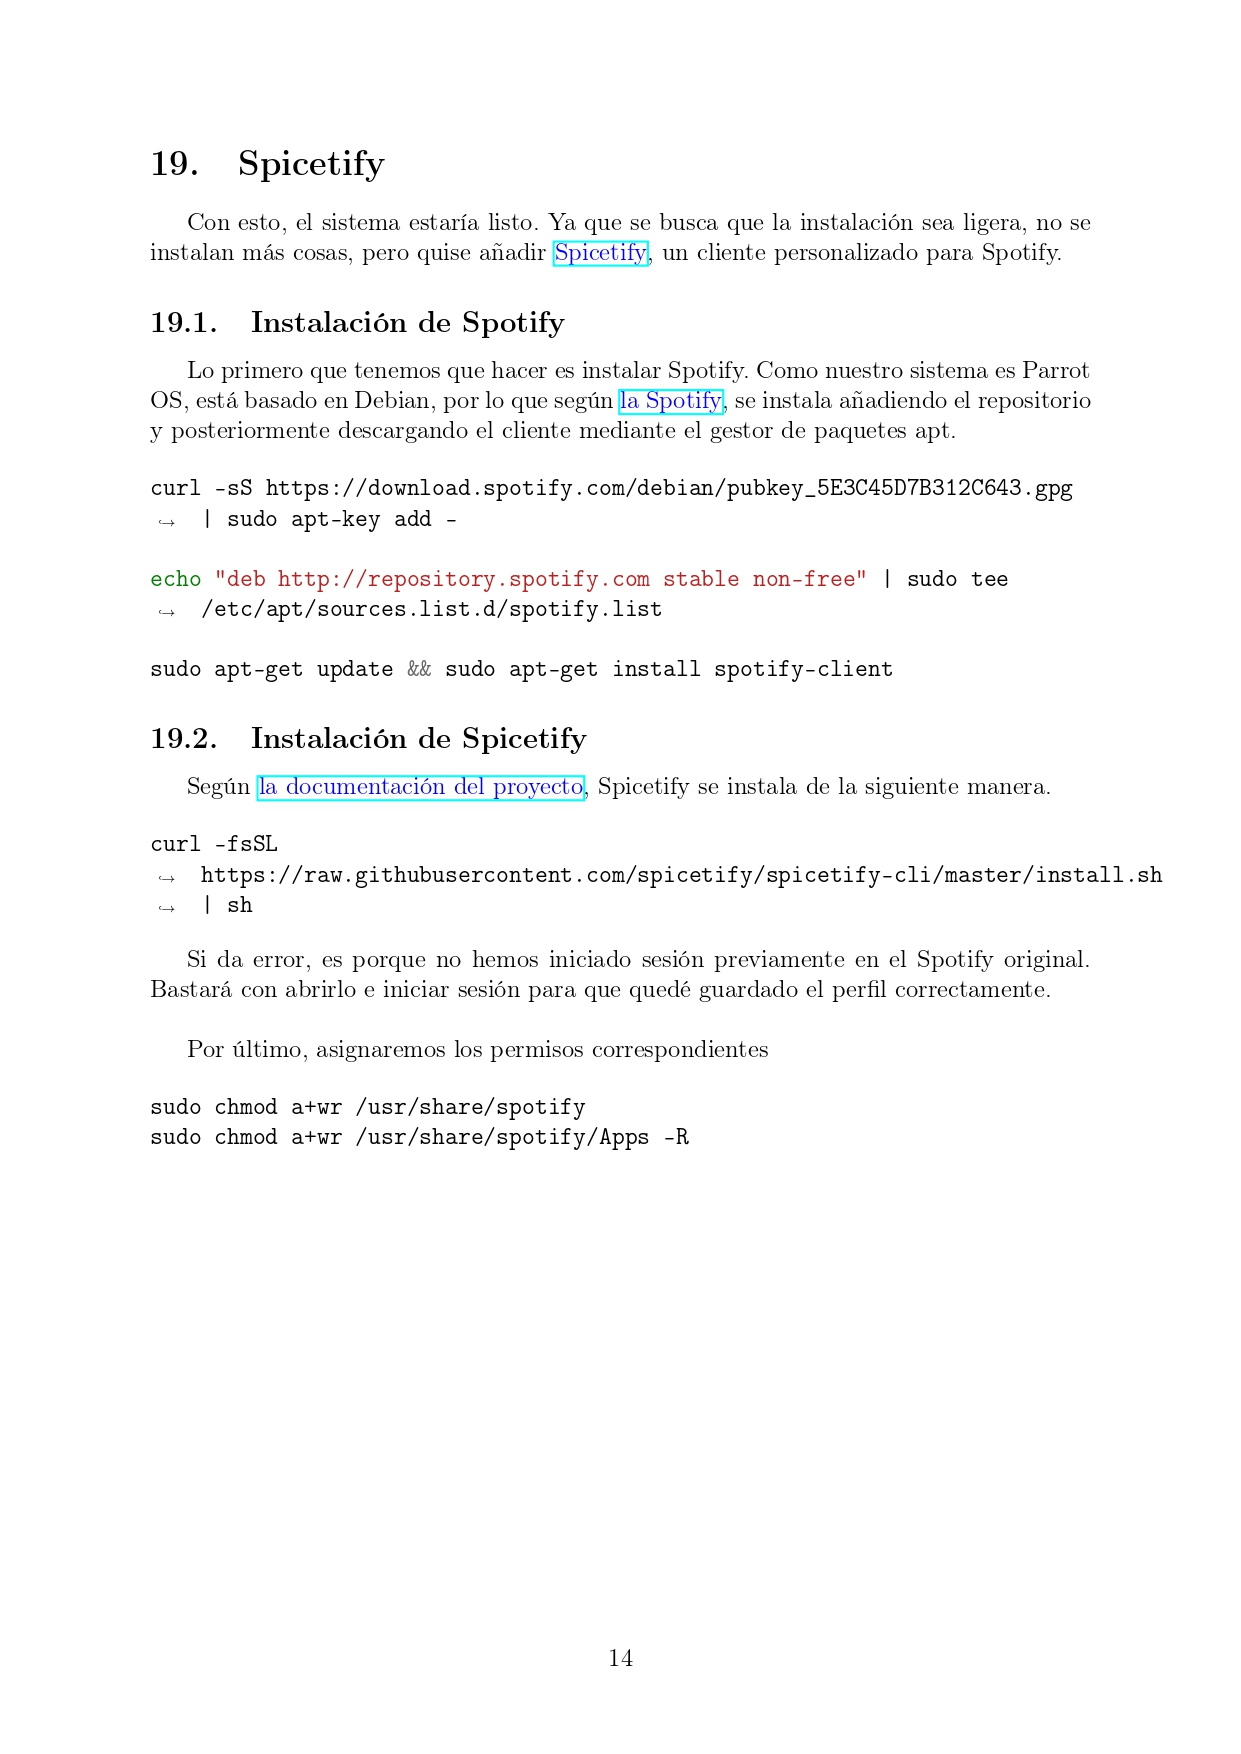 19. Spicetify
Con esto, el sistema estaría listo. Ya que se busca que la instalación sea ligera, no se
instalan más cosas, pero quise añadir Spicetify, un cliente personalizado para Spotify.
19.1. Instalación de Spotify
Lo primero que tenemos que hacer es instalar Spotify. Como nuestro sistema es Parrot
OS, está basado en Debian, por lo que según la Spotify, se instala añadiendo el repositorio
y posteriormente descargando el cliente mediante el gestor de paquetes apt.
curl -sS https://download.spotify.com/debian/pubkey_5E3C45D7B312C643.gpg
↪ | sudo apt-key add -
echo "deb http://repository.spotify.com stable non-free" | sudo tee
↪ /etc/apt/sources.list.d/spotify.list
sudo apt-get update && sudo apt-get install spotify-client
19.2. Instalación de Spicetify
Según la documentación del proyecto, Spicetify se instala de la siguiente manera.
curl -fsSL
↪ https://raw.githubusercontent.com/spicetify/spicetify-cli/master/install.sh
↪ | sh
Si da error, es porque no hemos iniciado sesión previamente en el Spotify original.
Bastará con abrirlo e iniciar sesión para que quedé guardado el perfil correctamente.
Por último, asignaremos los permisos correspondientes
sudo chmod a+wr /usr/share/spotify
sudo chmod a+wr /usr/share/spotify/Apps -R
14